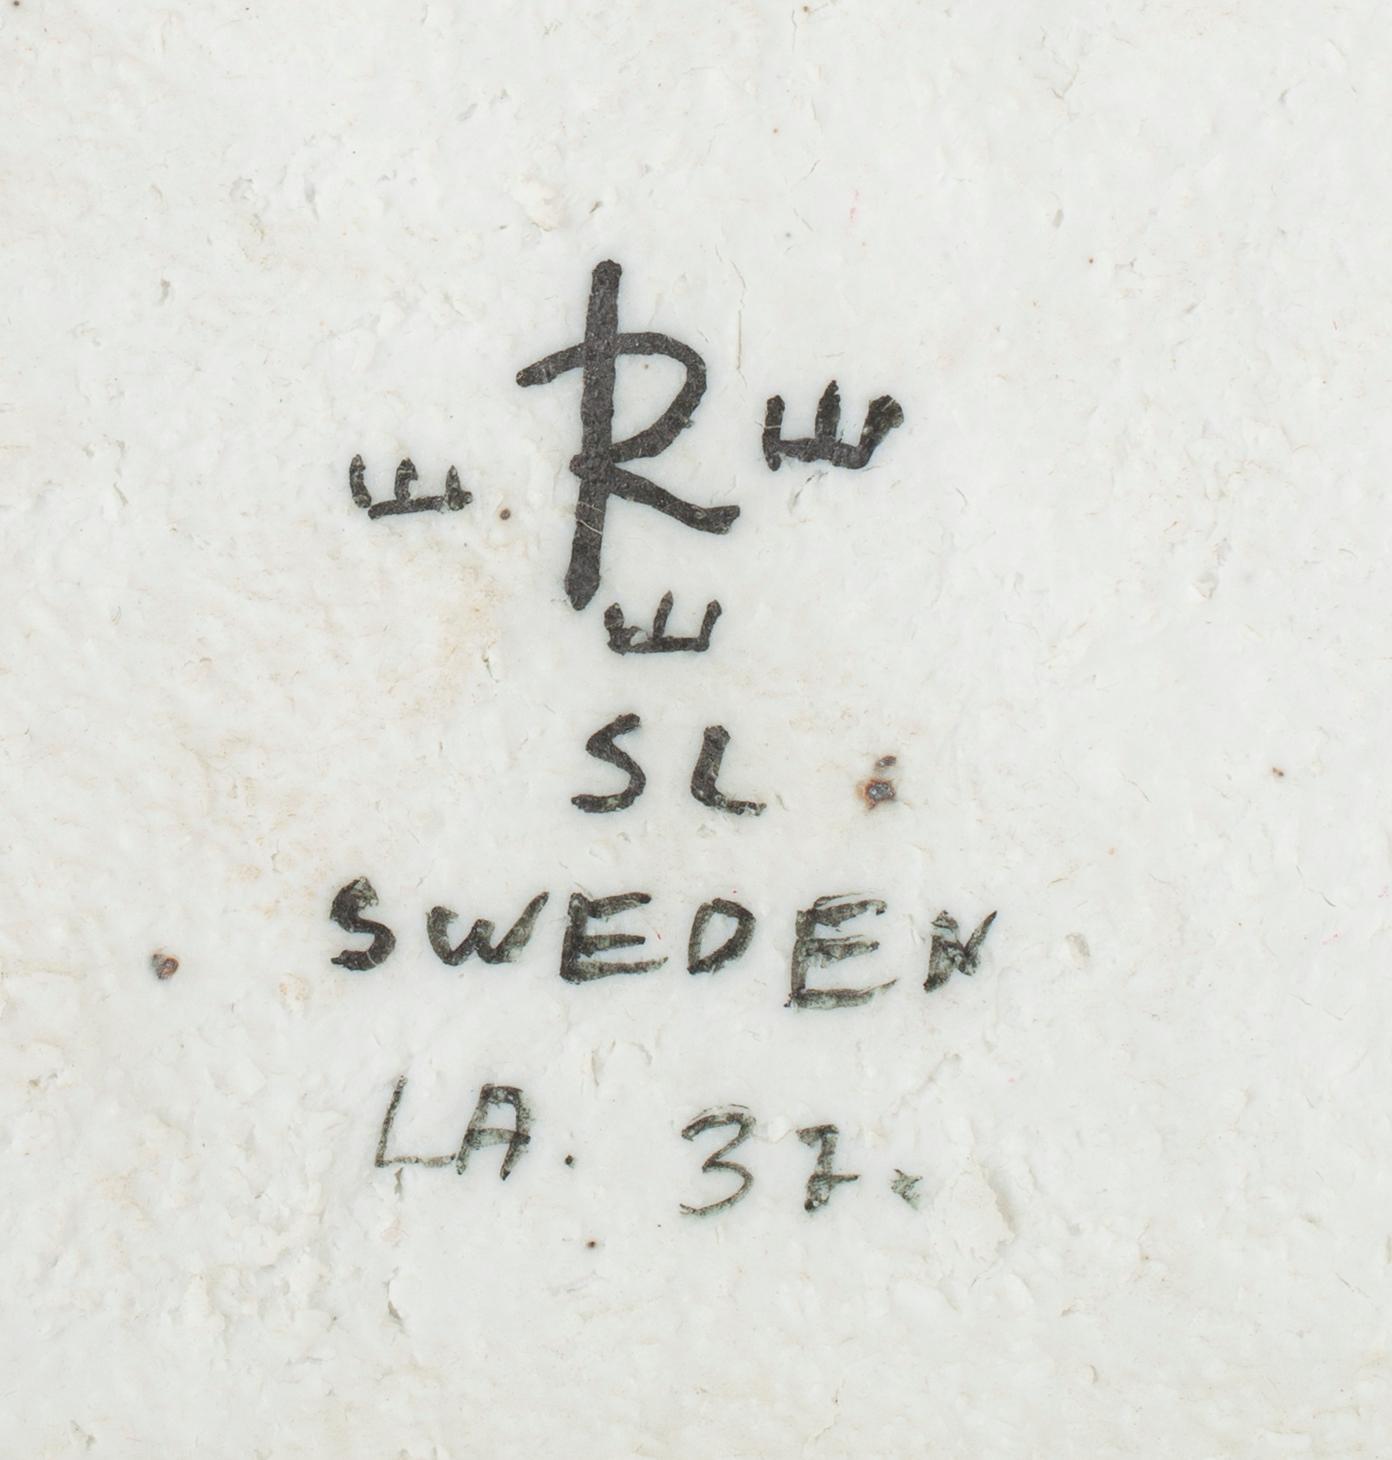 R
SL
SWEDEN
LA. 37.